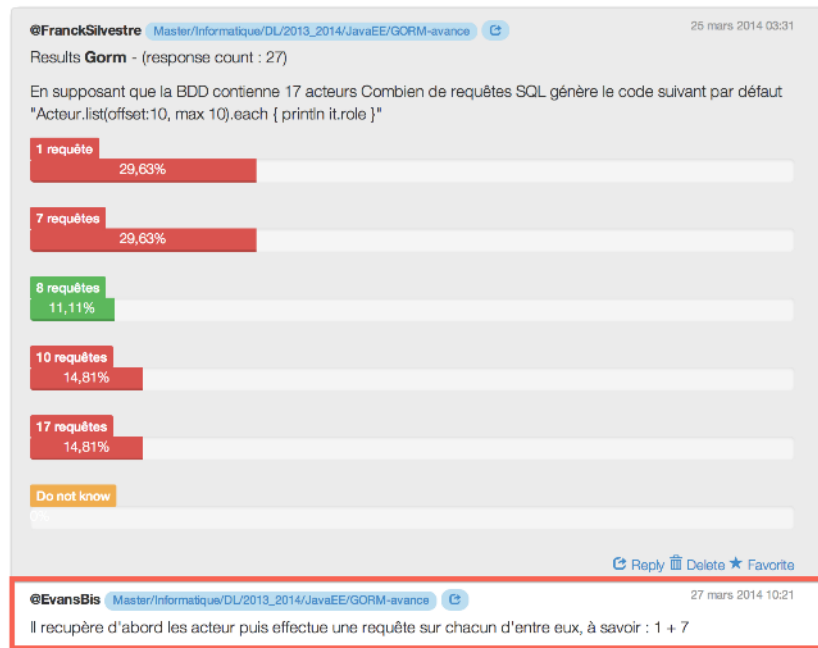 @FranckSilvestre Master/Informatique/DL/2013_2014/JavaEE/GORM-avance 25 mars 2014 03:31
Results Gorm - (response count : 27)
En supposant que la BDD contienne 17 acteurs Combien de requêtes SQL génère le code suivant par défaut
"Acteur.list(offset:10, max 10).each { println it.role }"
1 requête
29,63%
7 requêtes
29,63%
8 requêtes
11,11%
10 requêtes
14,81%
17 requêtes
14,81%
Do not know
0%
Reply Delete Favorite
@EvansBis Master/Informatique/DL/2013_2014/JavaEE/GORM-avance 27 mars 2014 10:21
Il recupère d'abord les acteur puis effectue une requête sur chacun d'entre eux, à savoir : 1 + 7